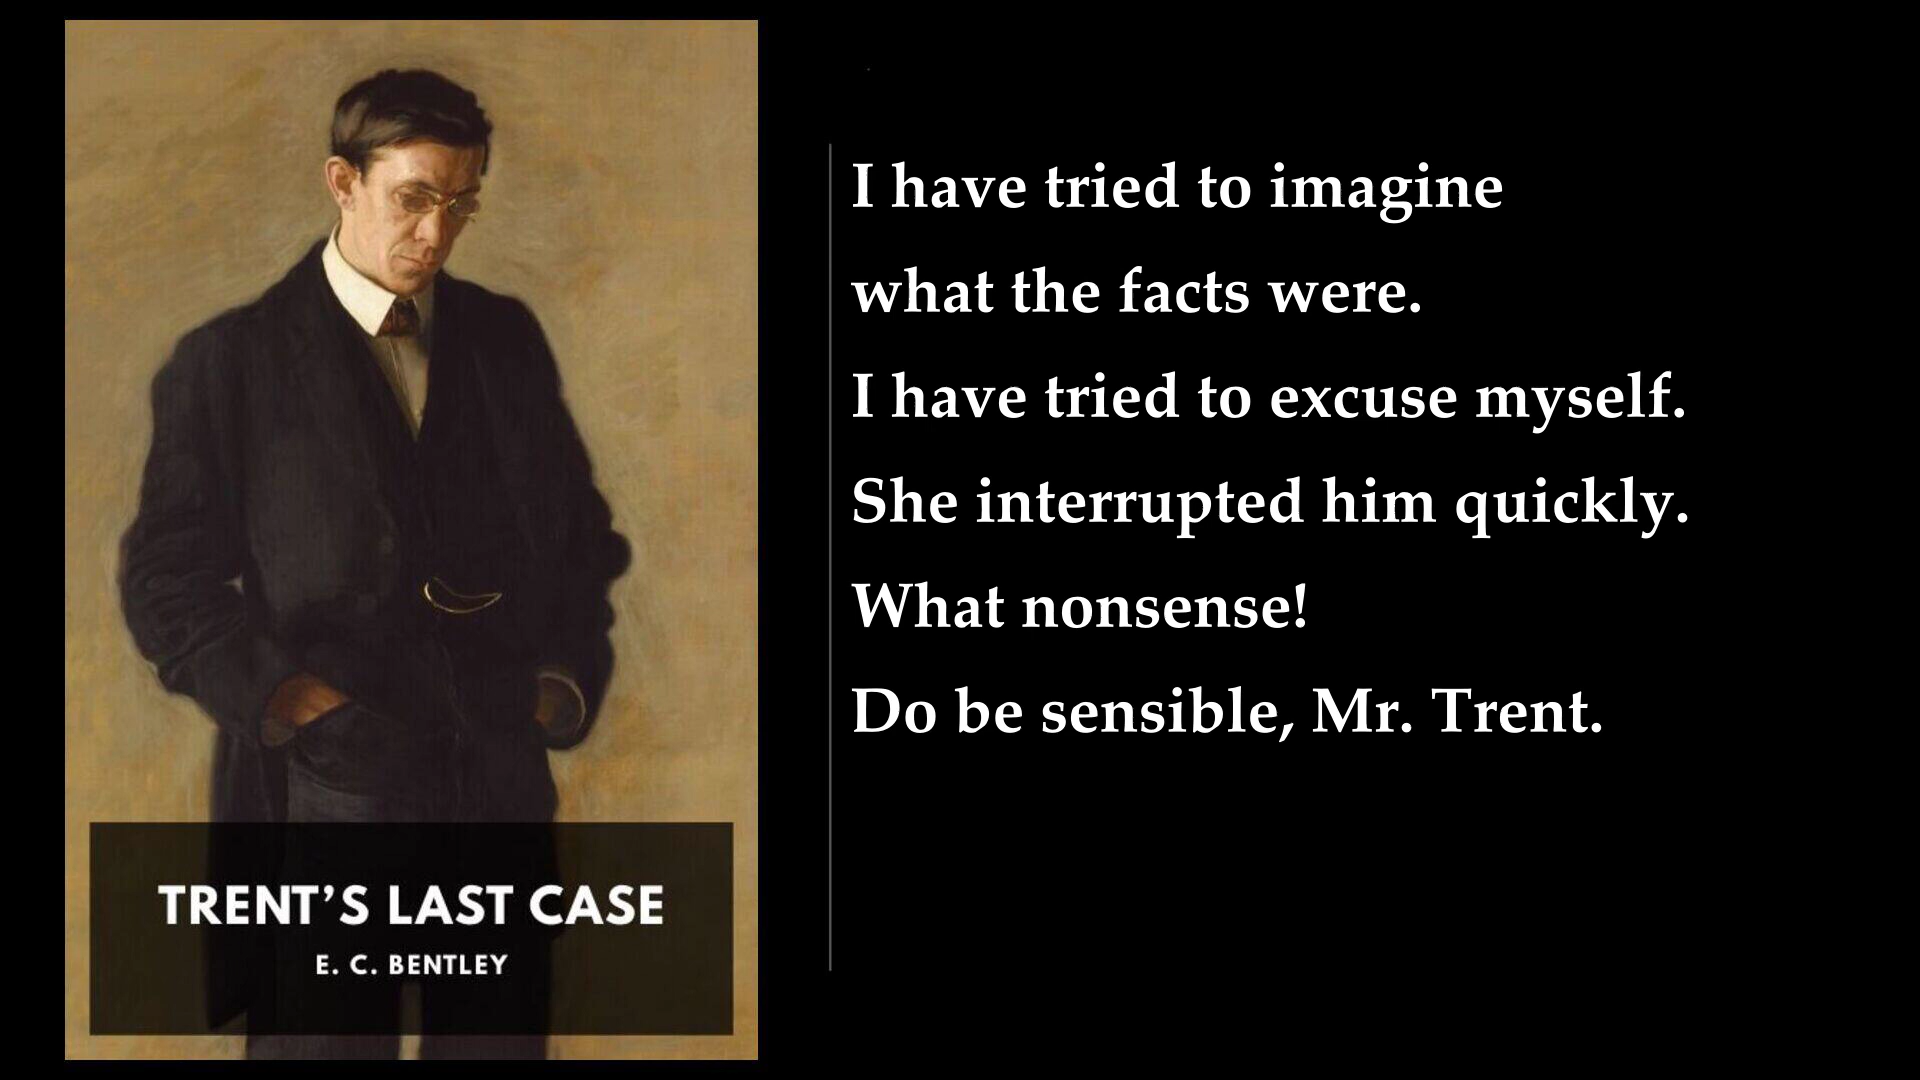 I have tried to imagine
what the facts were.
I have tried to excuse myself.
She interrupted him quickly.
What nonsense!
Do be sensible, Mr. Trent.
TRENT’S LAST CASE
E. C. BENTLEY